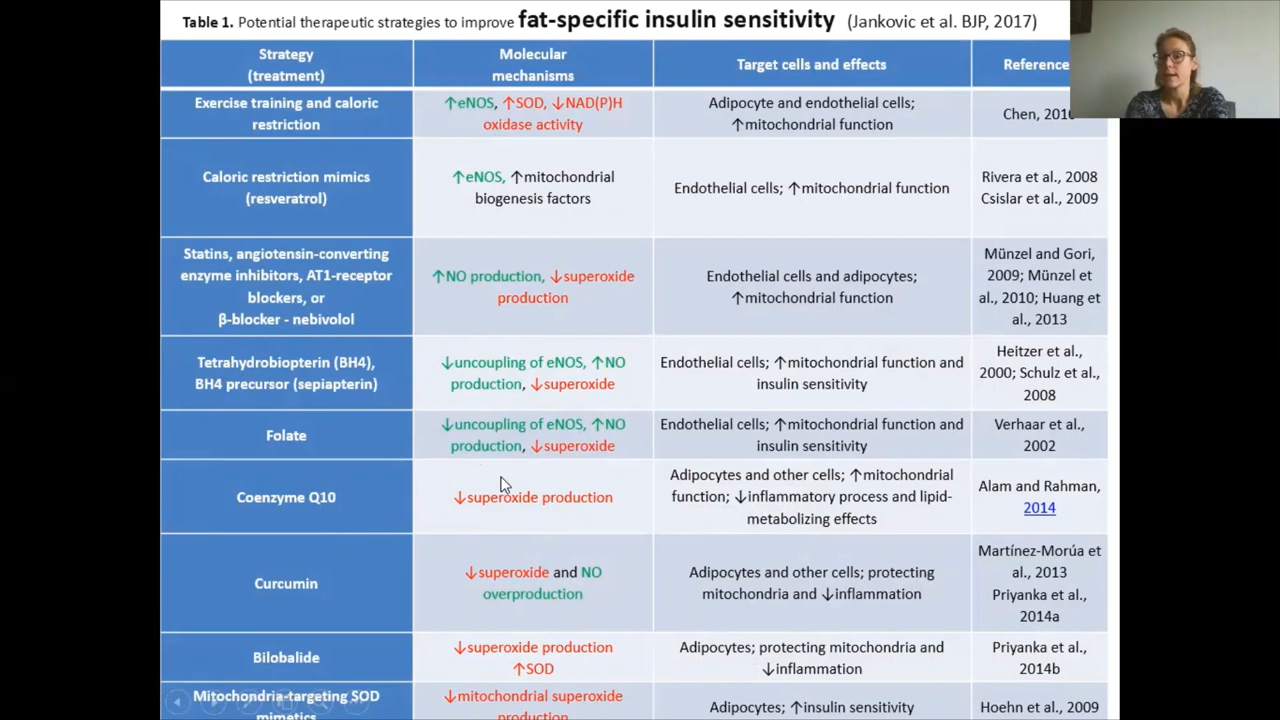 Table 1. Potential therapeutic strategies to improve fat-specific insulin sensitivity (Jankovic et al. BJP, 2017)
Strategy
(treatment)
Molecular
mechanisms
Target cells and effects
Reference
Exercise training and caloric
restriction
↑eNOS, ↑SOD, ↓NAD(P)H
oxidase activity
Adipocyte and endothelial cells;
↑mitochondrial function
Chen, 2010
Caloric restriction mimics
(resveratrol)
↑eNOS, ↑mitochondrial
biogenesis factors
Endothelial cells; ↑mitochondrial function
Rivera et al., 2008
Csislar et al., 2009
Statins, angiotensin-converting
enzyme inhibitors, AT1-receptor
blockers, or
β-blocker - nebivolol
↑NO production, ↓superoxide
production
Endothelial cells and adipocytes;
↑mitochondrial function
Münzel and Gori,
2009; Münzel et
al., 2010; Huang et
al., 2013
Tetrahydrobiopterin (BH4),
BH4 precursor (sepiapterin)
↓uncoupling of eNOS, ↑NO
production, ↓superoxide
Endothelial cells; ↑mitochondrial function and
insulin sensitivity
Heitzer et al.,
2000; Schulz et al.,
2008
Folate
↓uncoupling of eNOS, ↑NO
production, ↓superoxide
Endothelial cells; ↑mitochondrial function and
insulin sensitivity
Verhaar et al.,
2002
Coenzyme Q10
↓superoxide production
Adipocytes and other cells; ↑mitochondrial
function; ↓inflammatory process and lipid-
metabolizing effects
Alam and Rahman,
2014
Curcumin
↓superoxide and NO
overproduction
Adipocytes and other cells; protecting
mitochondria and ↓inflammation
Martínez-Morúa et
al., 2013
Priyanka et al.,
2014a
Bilobalide
↓superoxide production
↑SOD
Adipocytes; protecting mitochondria and
↓inflammation
Priyanka et al.,
2014b
Mitochondria-targeting SOD
mimetics
↓mitochondrial superoxide
production
Adipocytes; ↑insulin sensitivity
Hoehn et al., 2009